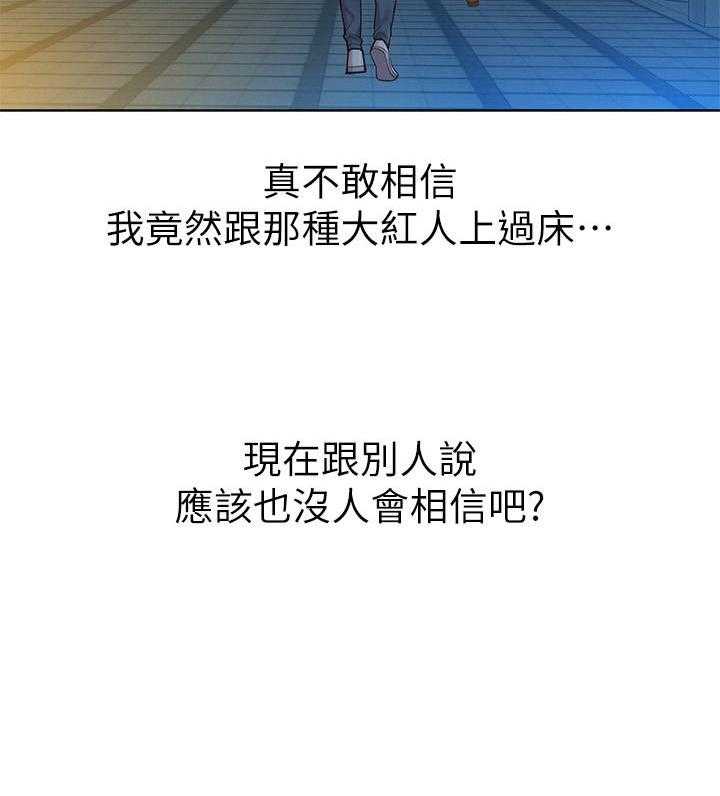 真不敢相信
我竟然跟那種大紅人上過床⋯
現在跟別人說
應該也沒人會相信吧?